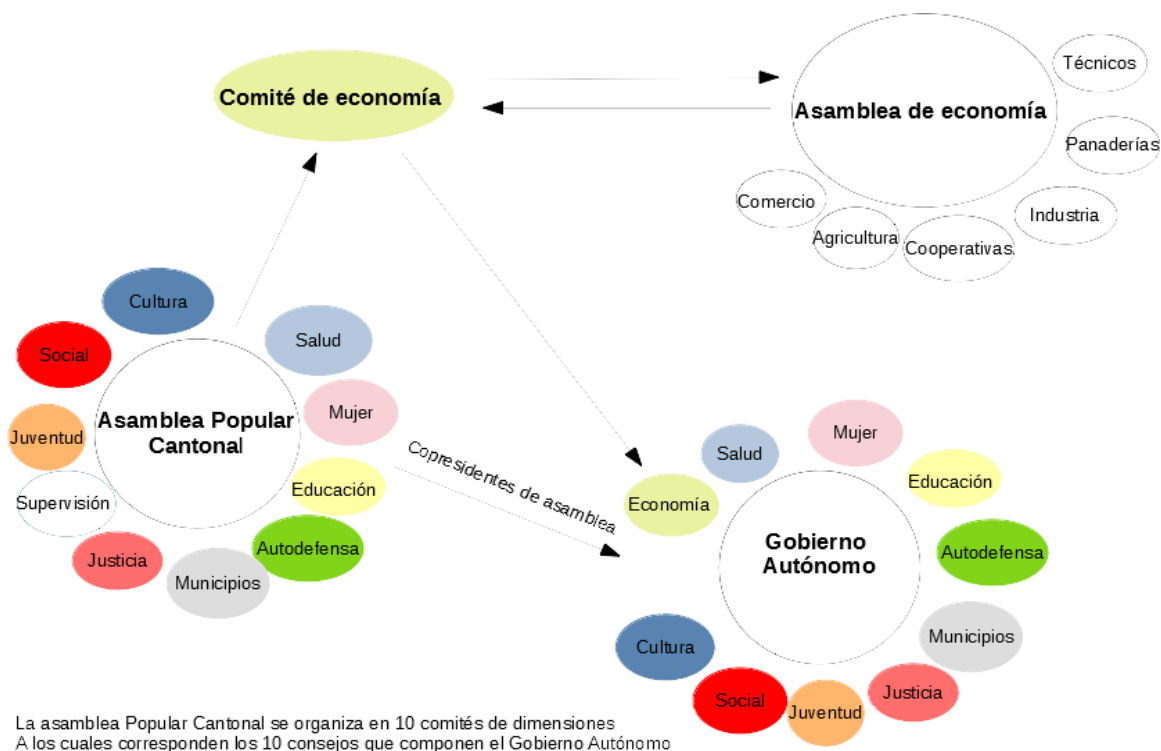 Comité de economía
Asamblea de economía
Técnicos
Panaderías
Industria
Cooperativas
Agricultura
Comercio
Asamblea Popular
Cantonal
Cultura
Salud
Mujer
Educación
Autodefensa
Municipios
Justicia
Supervisión
Juventud
Social
Copresidentes de asamblea
Gobierno
Autónomo
Economía
Salud
Mujer
Educación
Autodefensa
Municipios
Justicia
Juventud
Social
Cultura
La asamblea Popular Cantonal se organiza en 10 comités de dimensiones
A los cuales corresponden los 10 consejos que componen el Gobierno Autónomo